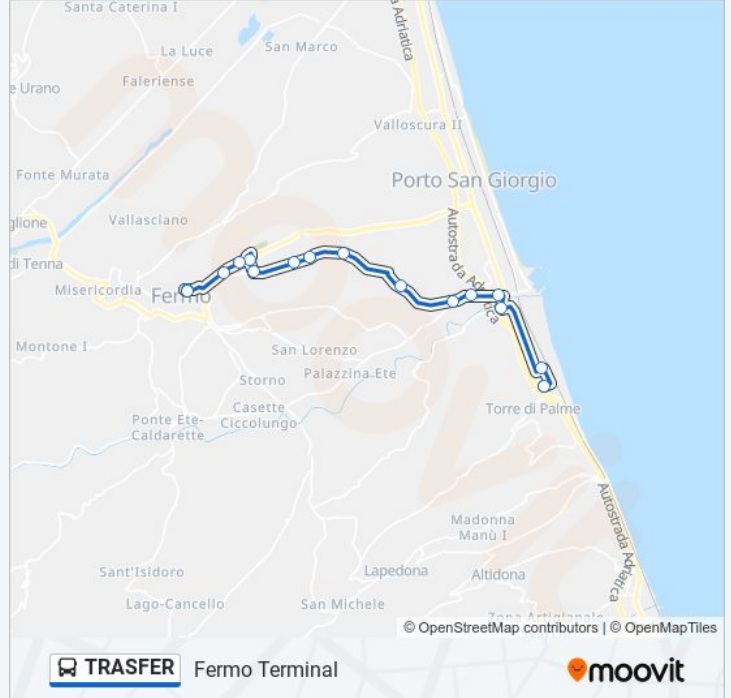 Santa Caterina I
Adriatica
San Marco
La Luce
Faleriense
e Urano
Valloscura II
Fonte Murata
Porto San Giorgio
Vallasciano
glione
Autostrada Adriatica
di Tenna
Misericordia
Fermo
Montone I
San Lorenzo
Palazzina Ete
Storno
Casette
Ciccolungo
Ponte Ete-
Caldarette
Torre di Palme
Autostrada Adriatica
Madonna
Manù I
Sant'Isidoro
Lapedona
Altidona
Lago-Cancello
San Michele
Zona Artigianale
© OpenStreetMap contributors | © OpenMapTiles
TRASFER
Fermo Terminal
moovit